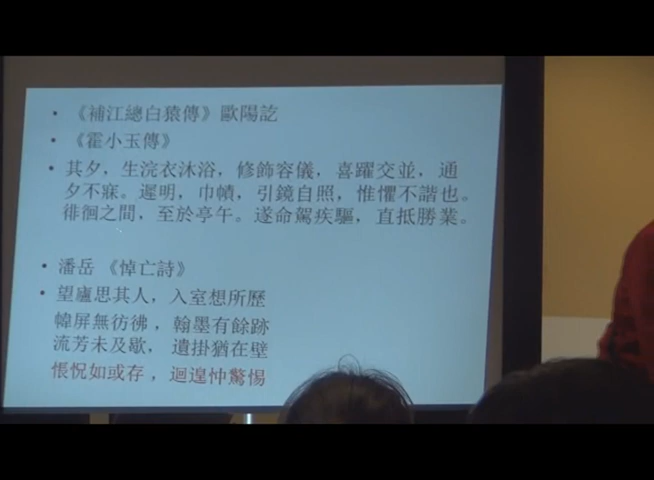 • 《補江總白猿傳》歐陽訖
• 《霍小玉傳》
• 其夕，生浣衣沐浴，修飾容儀，喜躍交並，通
夕不寐。遲明，巾幘，引鏡自照，惟懼不諧也。
徘徊之間，至於亭午。遂命駕疾驅，直抵勝業。
• 潘岳 《悼亡詩》
• 望廬思其人，入室想所歷
幃屏無彷彿，翰墨有餘跡
流芳未及歇， 遺掛猶在壁
悵怳如或存 ，迴遑忡驚惕